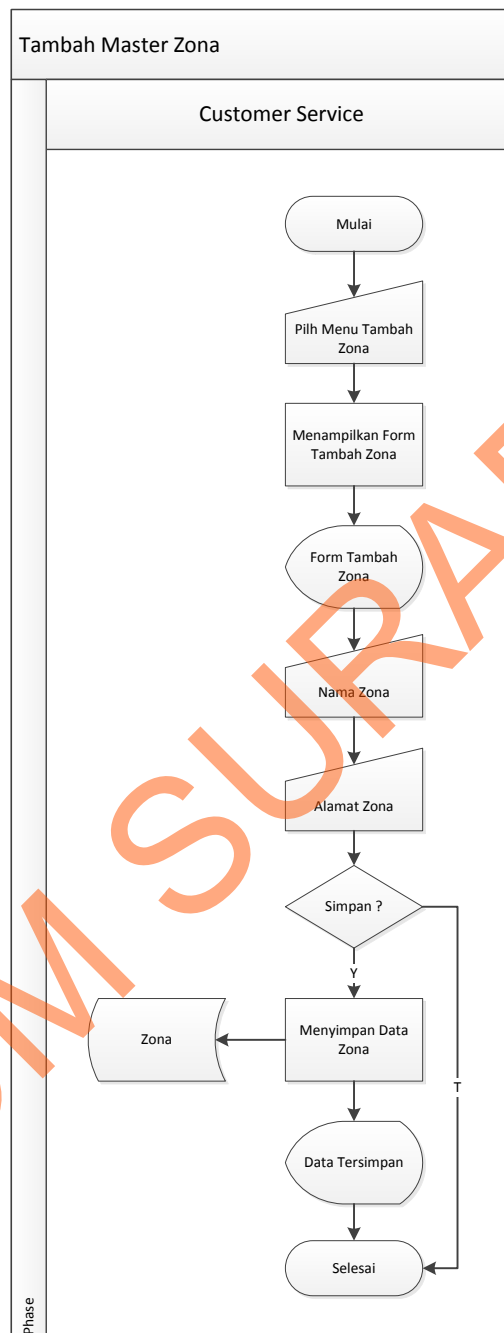 Tambah Master Zona
Customer Service
Mulai
Pilh Menu Tambah
Zona
Menampilkan Form
Tambah Zona
Form Tambah
Zona
Nama Zona
Alamat Zona
Simpan ?
Y
Zona
Menyimpan Data
Zona
T
Data Tersimpan
Selesai
Phase
M SURA